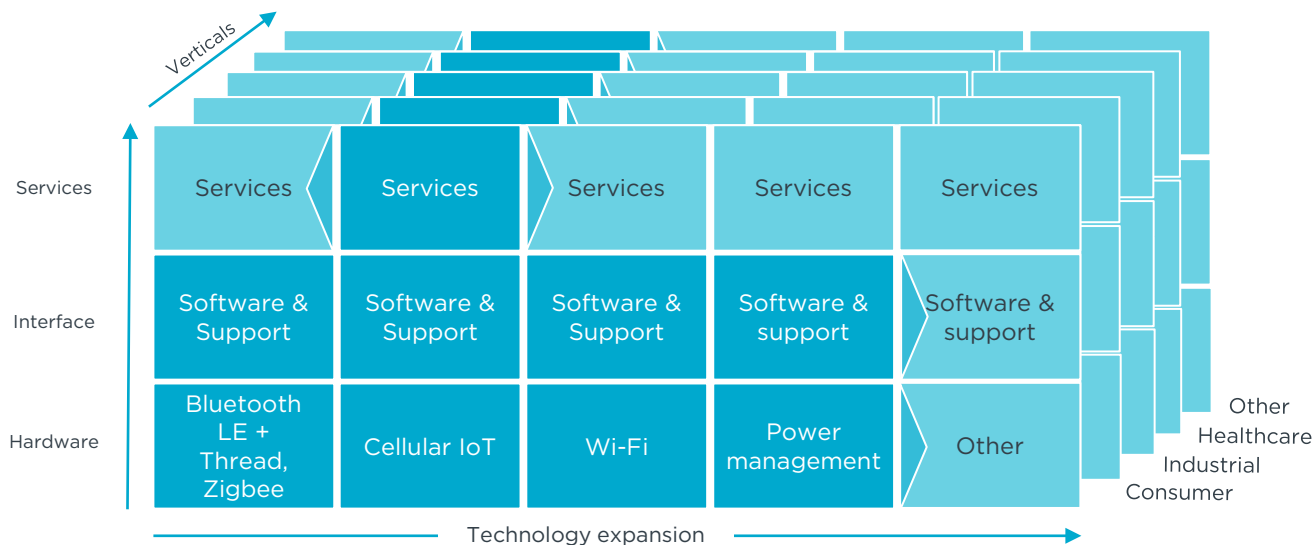 Verticals
Services
Services
Services
Services
Services
Services
Interface
Software &
Support
Software &
Support
Software &
Support
Software &
support
Software &
support
Hardware
Bluetooth
LE +
Thread,
Zigbee
Cellular IoT
Wi-Fi
Power
management
Other
Other
Healthcare
Industrial
Consumer
Technology expansion